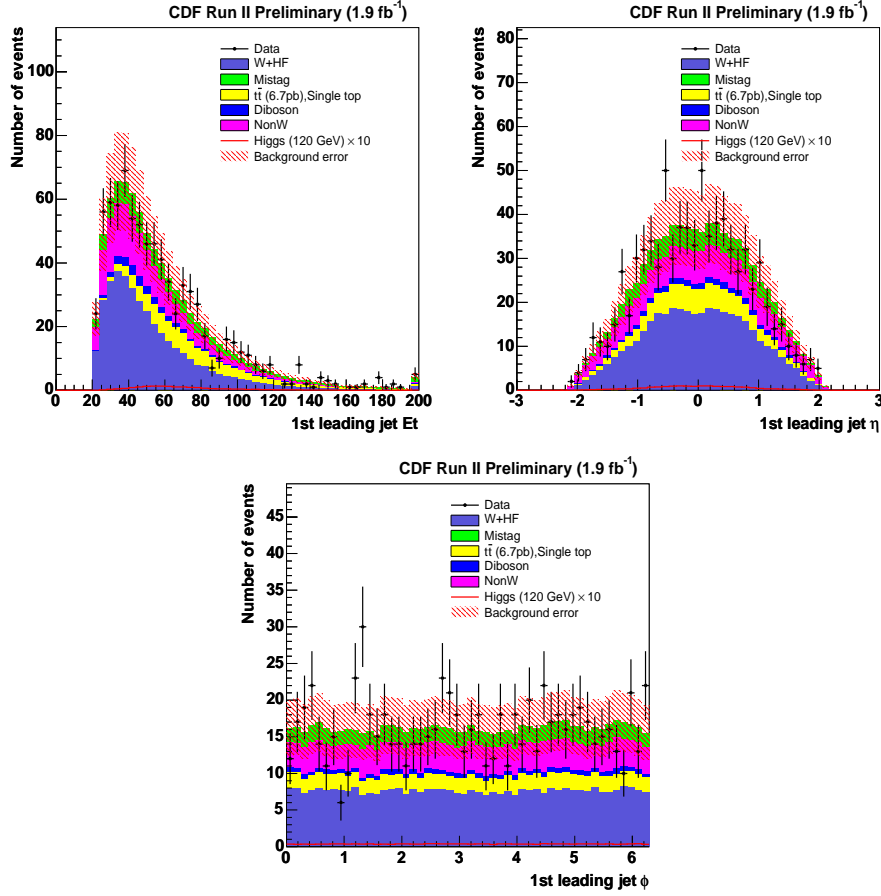 CDF Run II Preliminary (1.9 fb⁻¹)
Number of events
100
80
60
40
20
0
Data
W+HF
Mistag
tt̄ (6.7pb),Single top
Diboson
NonW
Higgs (120 GeV) × 10
Background error
0 20 40 60 80 100 120 140 160 180 200
1st leading jet Et
CDF Run II Preliminary (1.9 fb⁻¹)
Number of events
80
70
60
50
40
30
20
10
0
Data
W+HF
Mistag
tt̄ (6.7pb),Single top
Diboson
NonW
Higgs (120 GeV) × 10
Background error
-3 -2 -1 0 1 2 3
1st leading jet η
CDF Run II Preliminary (1.9 fb⁻¹)
Number of events
45
40
35
30
25
20
15
10
5
0
Data
W+HF
Mistag
tt̄ (6.7pb),Single top
Diboson
NonW
Higgs (120 GeV) × 10
Background error
0 1 2 3 4 5 6
1st leading jet φ